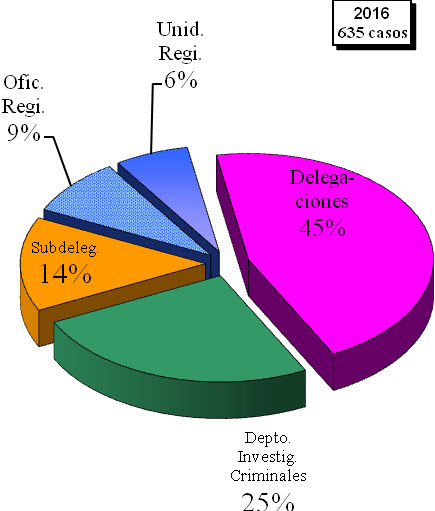 2016
635 casos
Unid.
Regi.
6%
Ofic.
Regi.
9%
Delega-
ciones
45%
Subdeleg.
14%
Depto.
Investig.
Criminales
25%